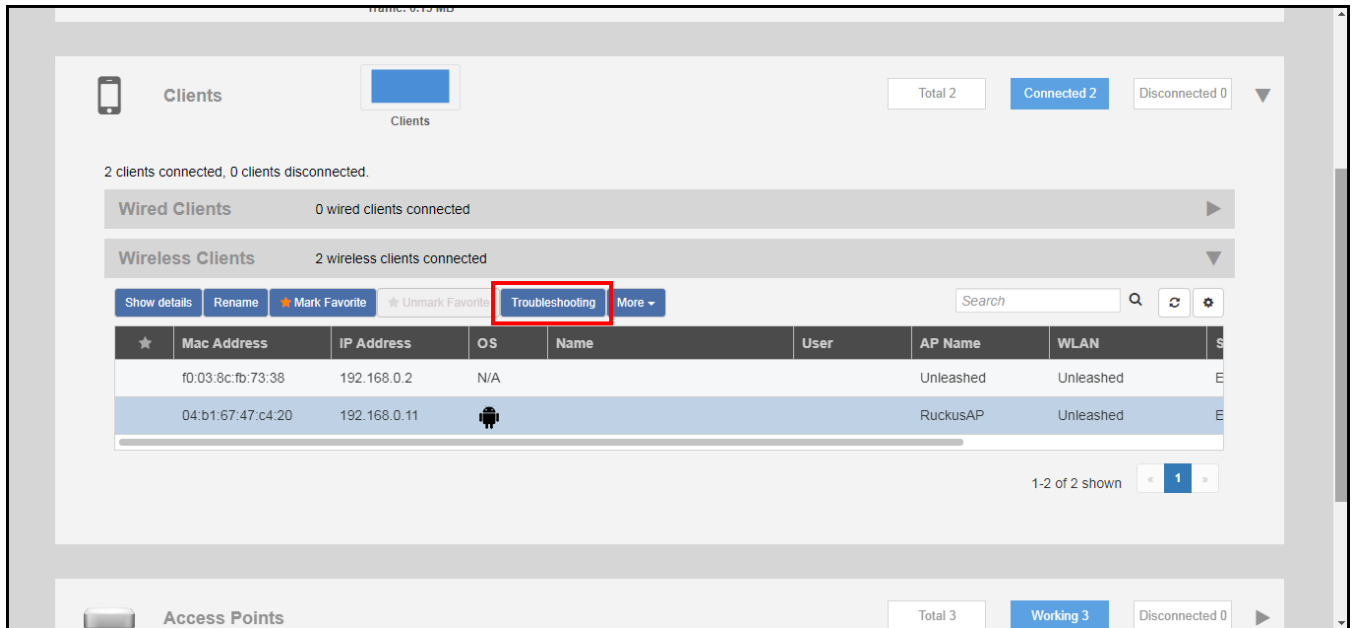 Traffic: 0.15 MB
Clients
Clients
Total 2
Connected 2
Disconnected 0
2 clients connected, 0 clients disconnected.
Wired Clients 0 wired clients connected
Wireless Clients 2 wireless clients connected
Show details Rename Mark Favorite Unmark Favorite Troubleshooting More Search
Mac Address IP Address OS Name User AP Name WLAN S
f0:03:8c:fb:73:38 192.168.0.2 N/A Unleashed Unleashed E
04:b1:67:47:c4:20 192.168.0.11 RuckusAP Unleashed E
1-2 of 2 shown « 1 »
Access Points Total 3 Working 3 Disconnected 0